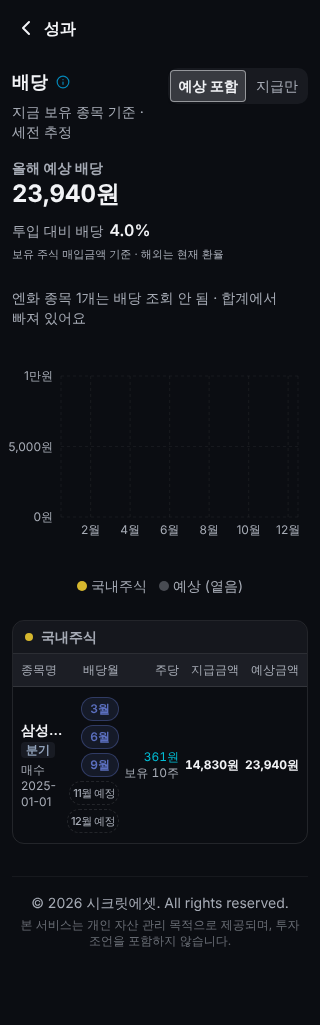 성과
배당
예상 포함 지급만
지금 보유 종목 기준 ·
세전 추정
올해 예상 배당
23,940원
투입 대비 배당 4.0%
보유 주식 매입금액 기준 · 해외는 현재 환율
엔화 종목 1개는 배당 조회 안 됨 · 합계에서
빠져 있어요
1만원
5,000원
0원
2월 4월 6월 8월 10월 12월
국내주식 예상 (옅음)
국내주식
종목명 배당월 주당 지급금액 예상금액
삼성...
분기
매수
2025-
01-01
3월
6월
9월
11월 예정
12월 예정
361원
보유 10주
14,830원
23,940원
© 2026 시크릿에셋. All rights reserved.
본 서비스는 개인 자산 관리 목적으로 제공되며, 투자
조언을 포함하지 않습니다.